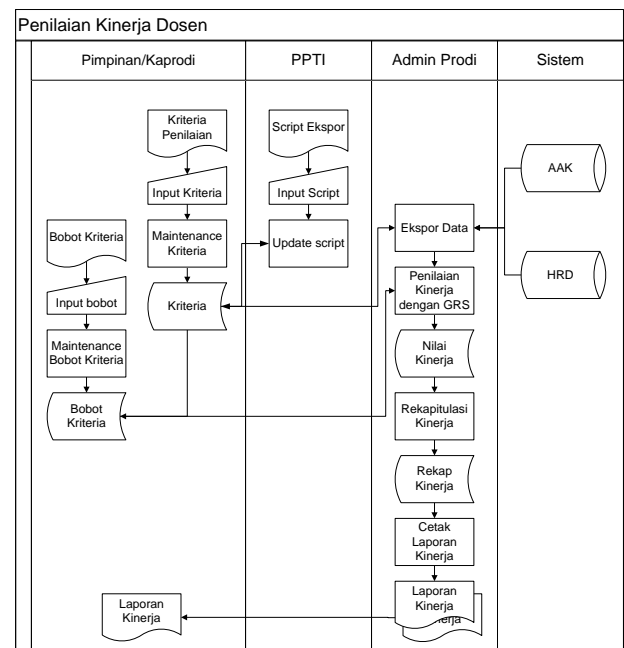 Penilaian Kinerja Dosen
Pimpinan/Kaprodi
PPTI
Admin Prodi
Sistem
Kriteria
Penilaian
Input Kriteria
Maintenance
Kriteria
Kriteria
Bobot Kriteria
Input bobot
Maintenance
Bobot Kriteria
Bobot
Kriteria
Laporan
Kinerja
Script Ekspor
Input Script
Update script
Ekspor Data
Penilaian
Kinerja
dengan GRS
Nilai
Kinerja
Rekapitulasi
Kinerja
Rekap
Kinerja
Cetak
Laporan
Kinerja
Laporan
Kinerja
erja
AAK
HRD